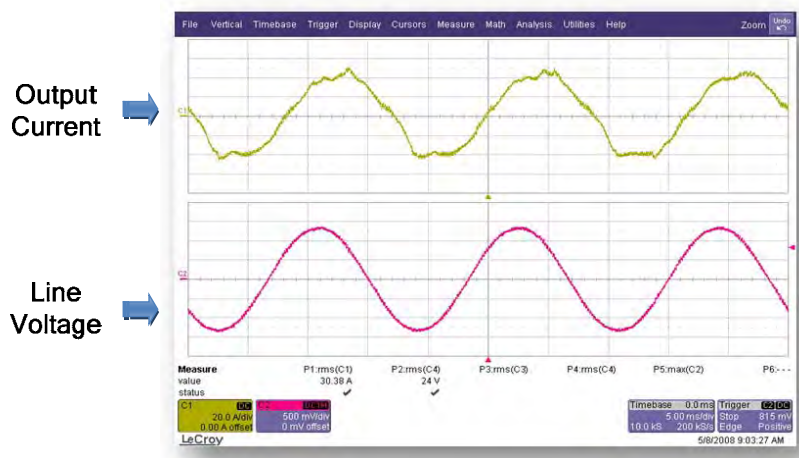 File Vertical Timebase Trigger Display Cursors Measure Math Analysis Utilities Help Zoom Undo
Output
Current
C1
C2
Line
Voltage
Measure P1:rms(C1) P2:rms(C4) P3:rms(C3) P4:rms(C4) P5:max(C2) P6:- - -
value 30.38 A 24 V
status
C1 DC
20.0 A/div
0.00 A offset
C2
500 mV/div
0 mV offset
Timebase 0.0 ms
5.00 ms/div
10.0 kS 200 kS/s
Trigger C2 DC
Stop 815 mV
Edge Positive
LeCroy
5/8/2008 9:03:27 AM